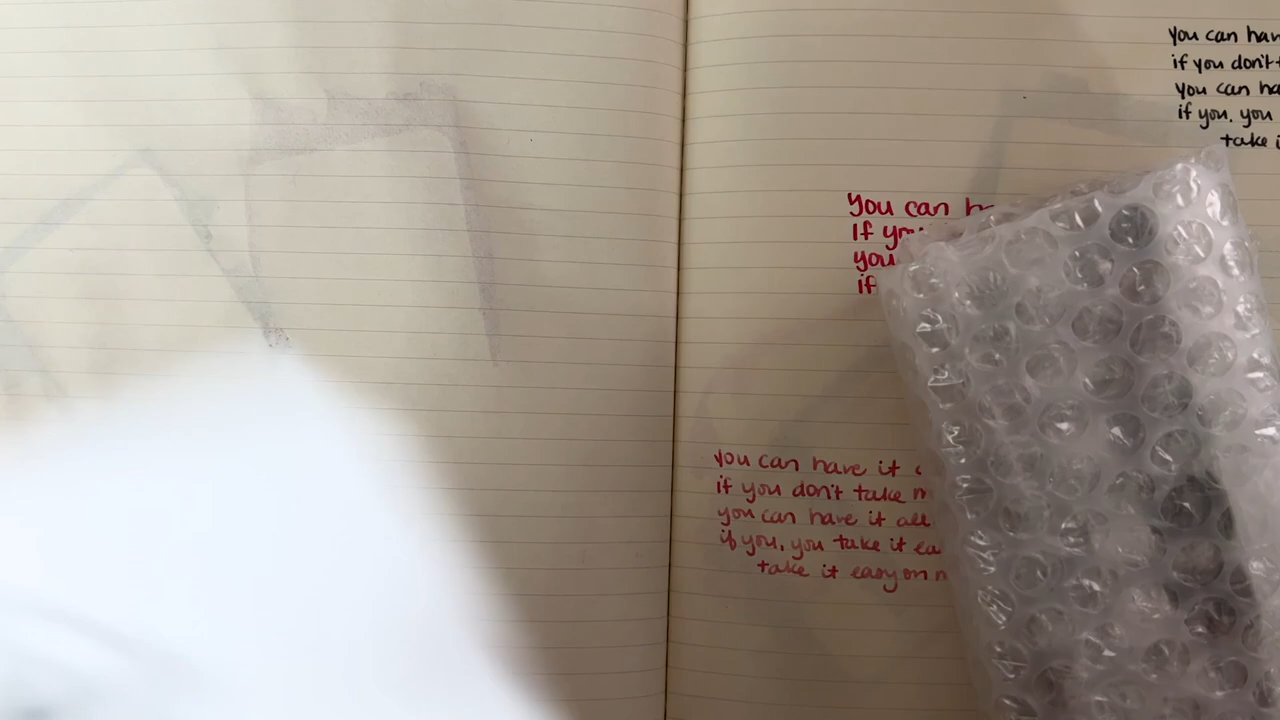 you can hav
if you don't t
you can ha
if you, you
take i
You can h
If you
you
if
you can have it
if you don't take m
you can have it all
if you, you take it ea
take it easy on m